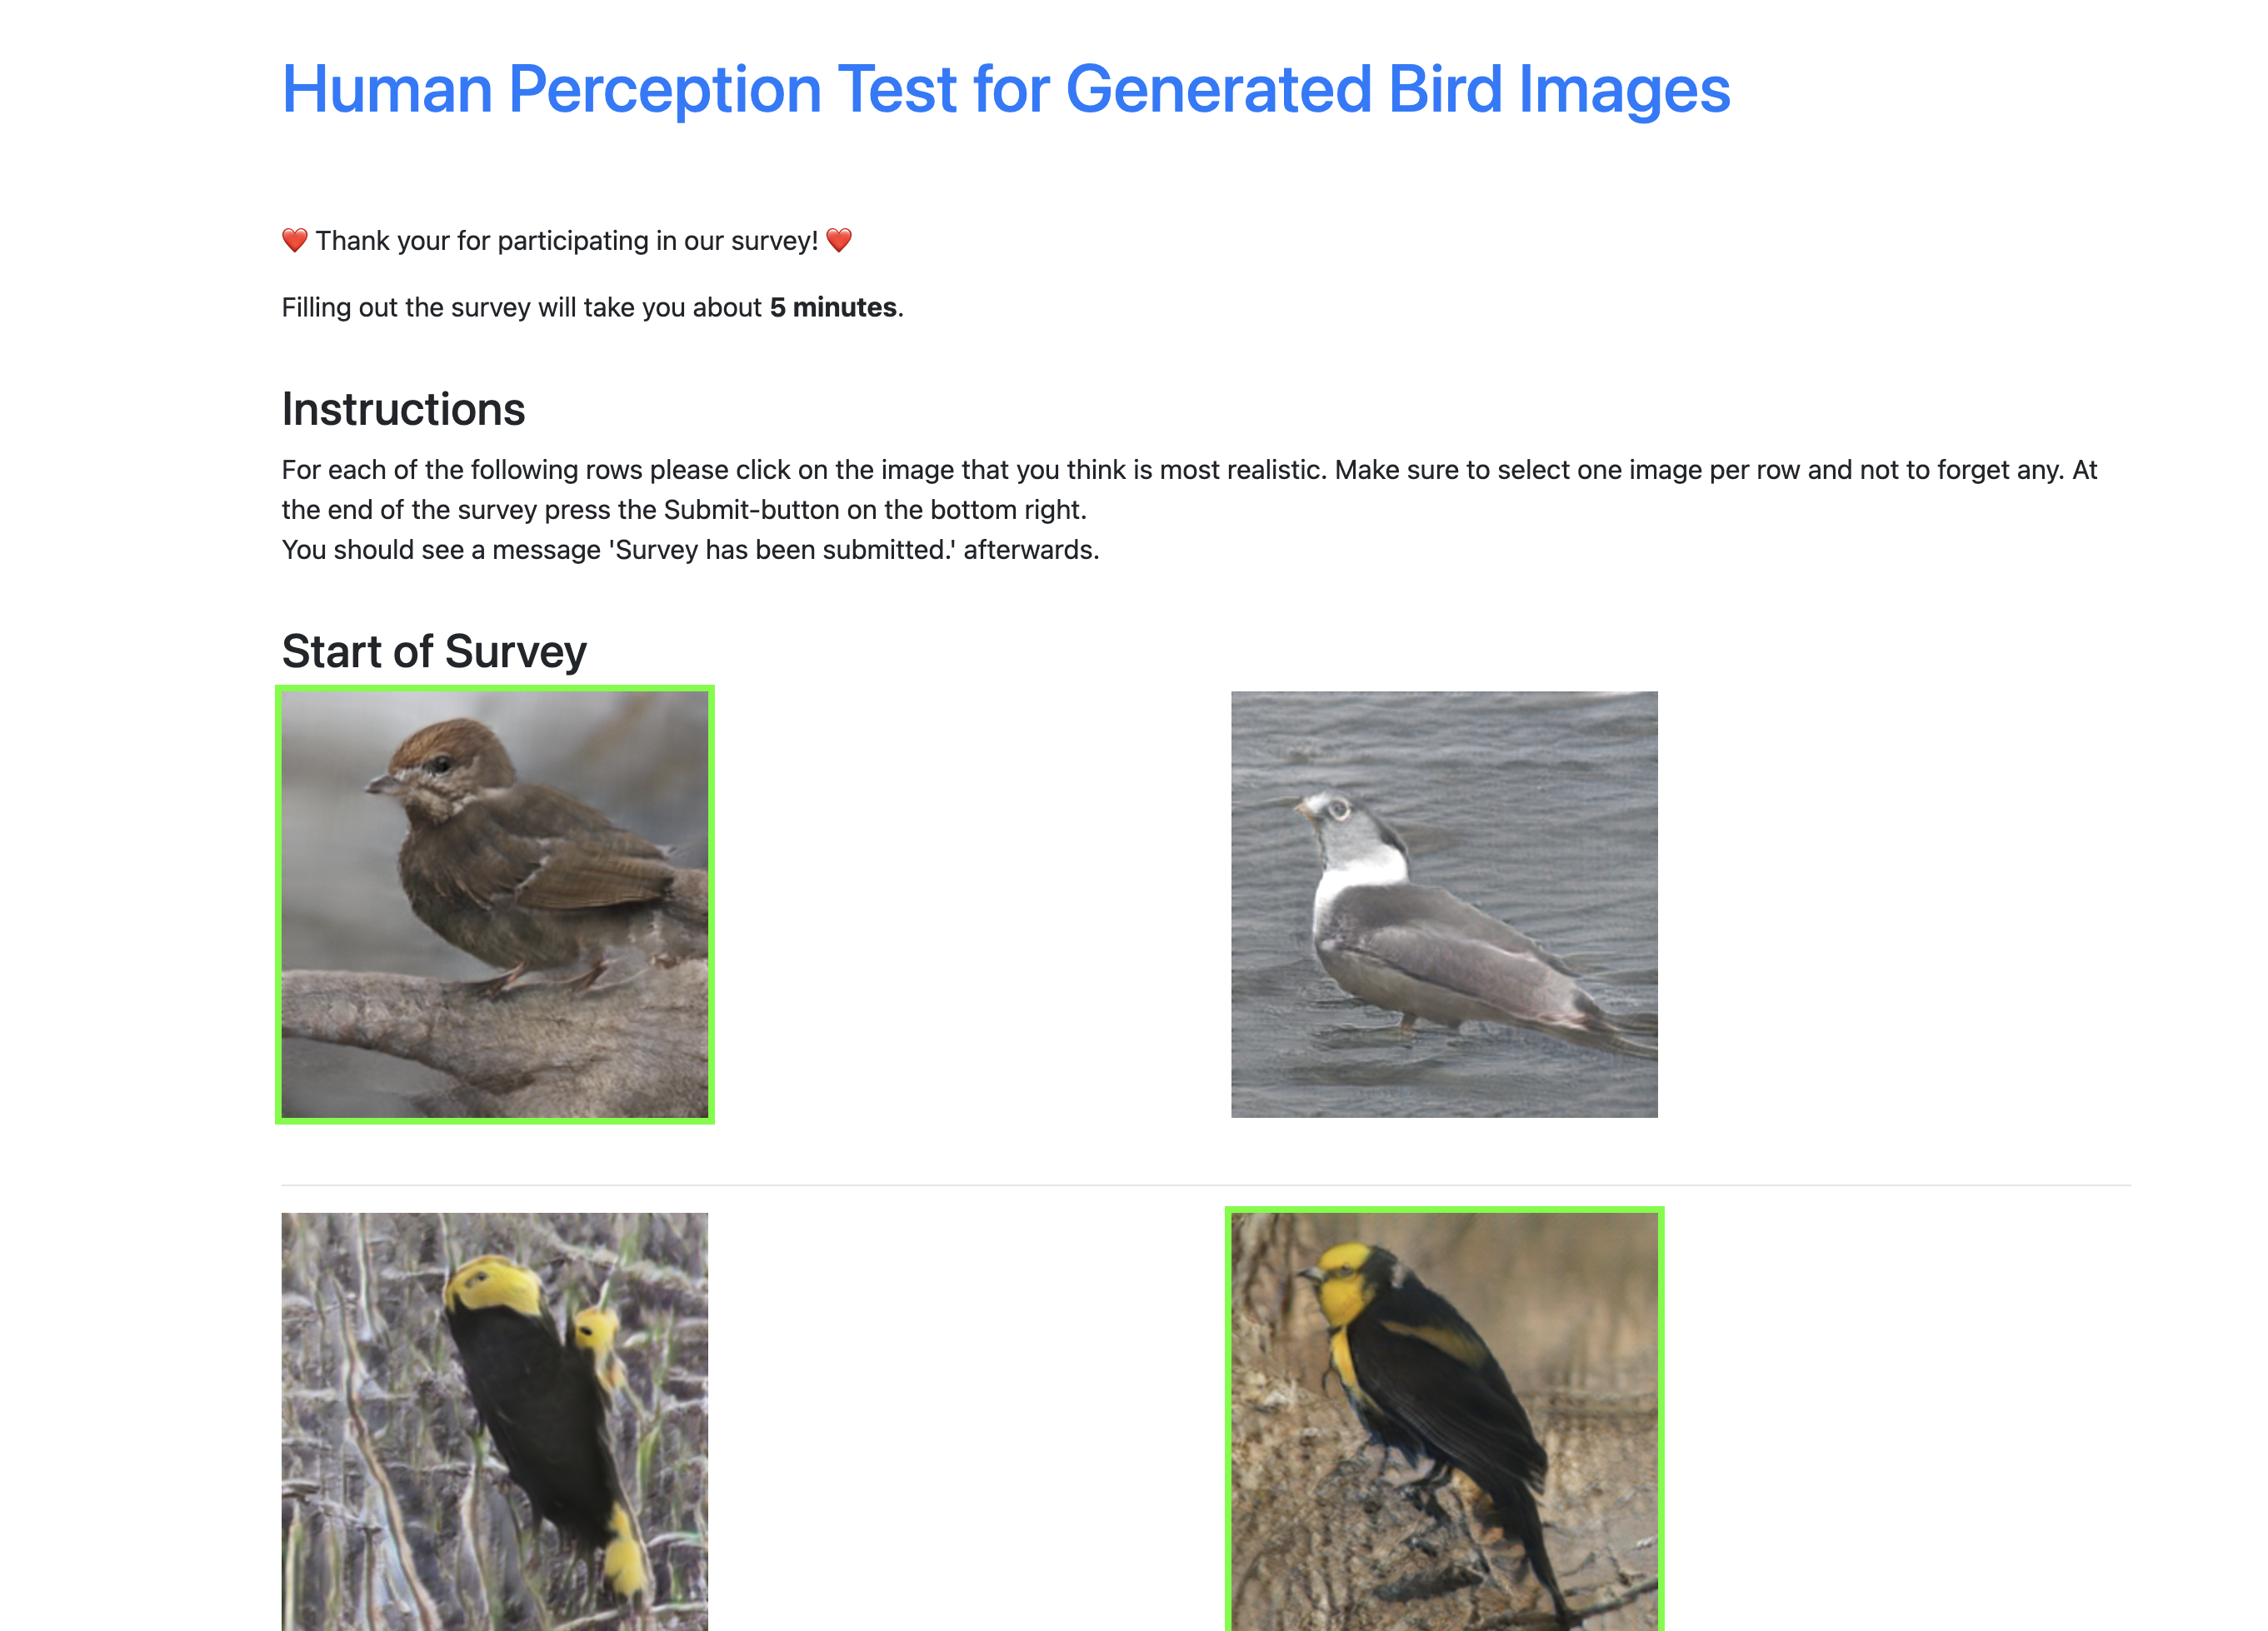 Human Perception Test for Generated Bird Images
❤️ Thank your for participating in our survey! ❤️
Filling out the survey will take you about 5 minutes.
Instructions
For each of the following rows please click on the image that you think is most realistic. Make sure to select one image per row and not to forget any. At
the end of the survey press the Submit-button on the bottom right.
You should see a message 'Survey has been submitted.' afterwards.
Start of Survey